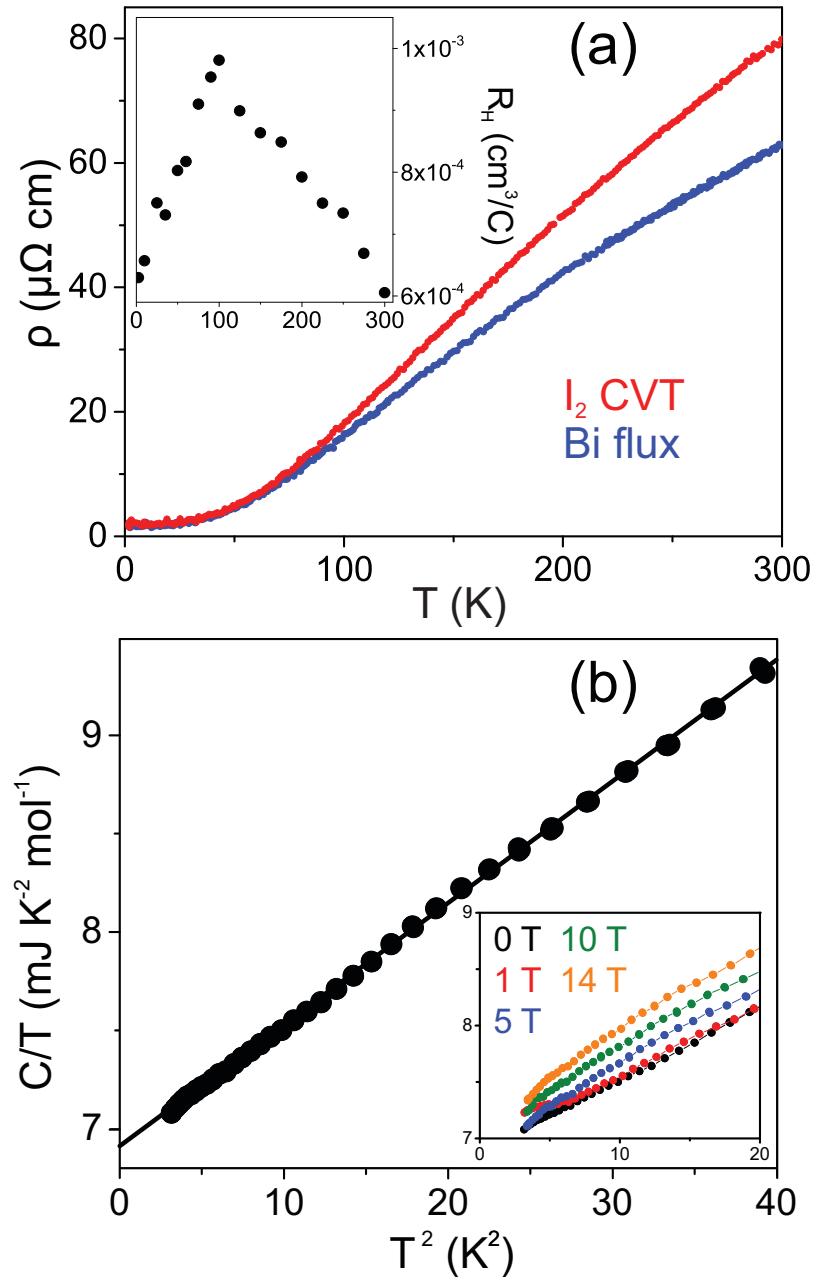 (a)
ρ (μΩ cm)
80
60
40
20
0
0
100
200
300
T (K)
I₂ CVT
Bi flux
R_H (cm³/C)
1x10⁻³
8x10⁻⁴
6x10⁻⁴
0
100
200
300
(b)
C/T (mJ K⁻² mol⁻¹)
9
8
7
0
10
20
30
40
T² (K²)
9
8
7
0 T 10 T
1 T 14 T
5 T
0
10
20